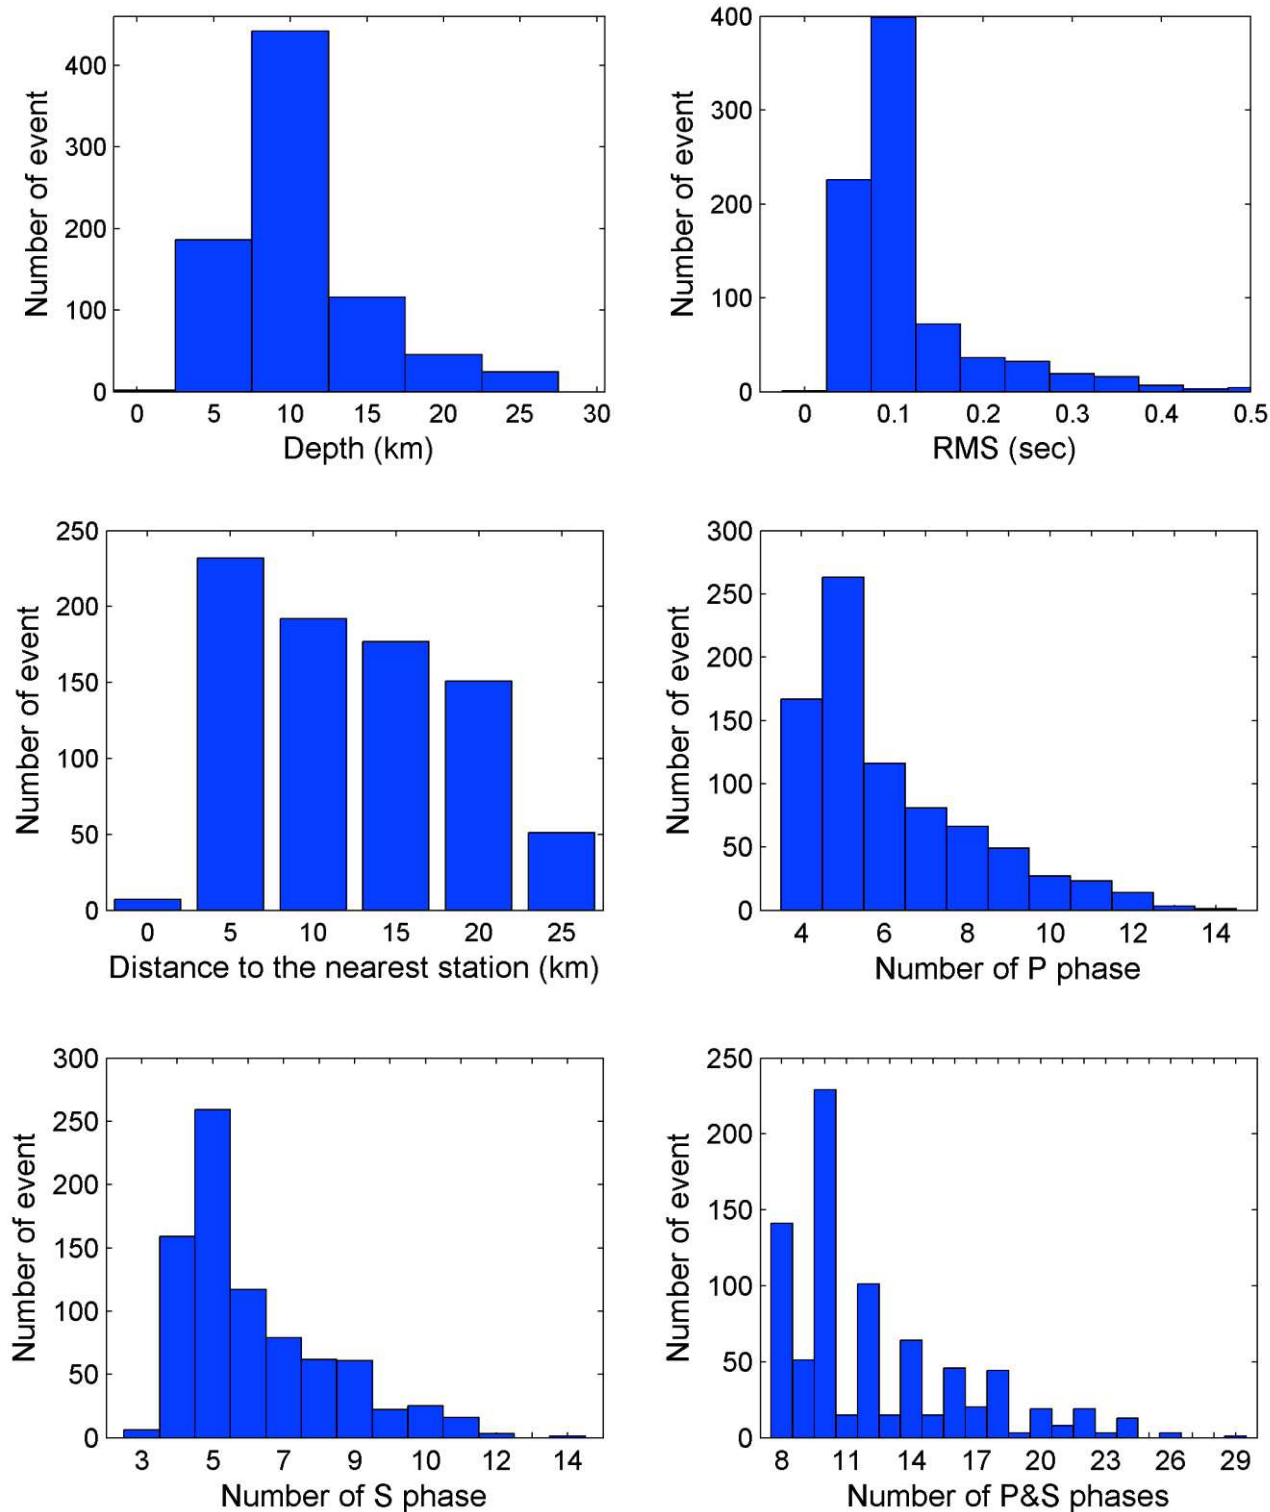 Number of event
400
300
200
100
0
0 5 10 15 20 25 30
Depth (km)
Number of event
400
300
200
100
0
0 0.1 0.2 0.3 0.4 0.5
RMS (sec)
Number of event
250
200
150
100
50
0
0 5 10 15 20 25
Distance to the nearest station (km)
Number of event
300
250
200
150
100
50
0
4 6 8 10 12 14
Number of P phase
Number of event
300
250
200
150
100
50
0
3 5 7 9 10 12 14
Number of S phase
Number of event
250
200
150
100
50
0
8 11 14 17 20 23 26 29
Number of P&S phases